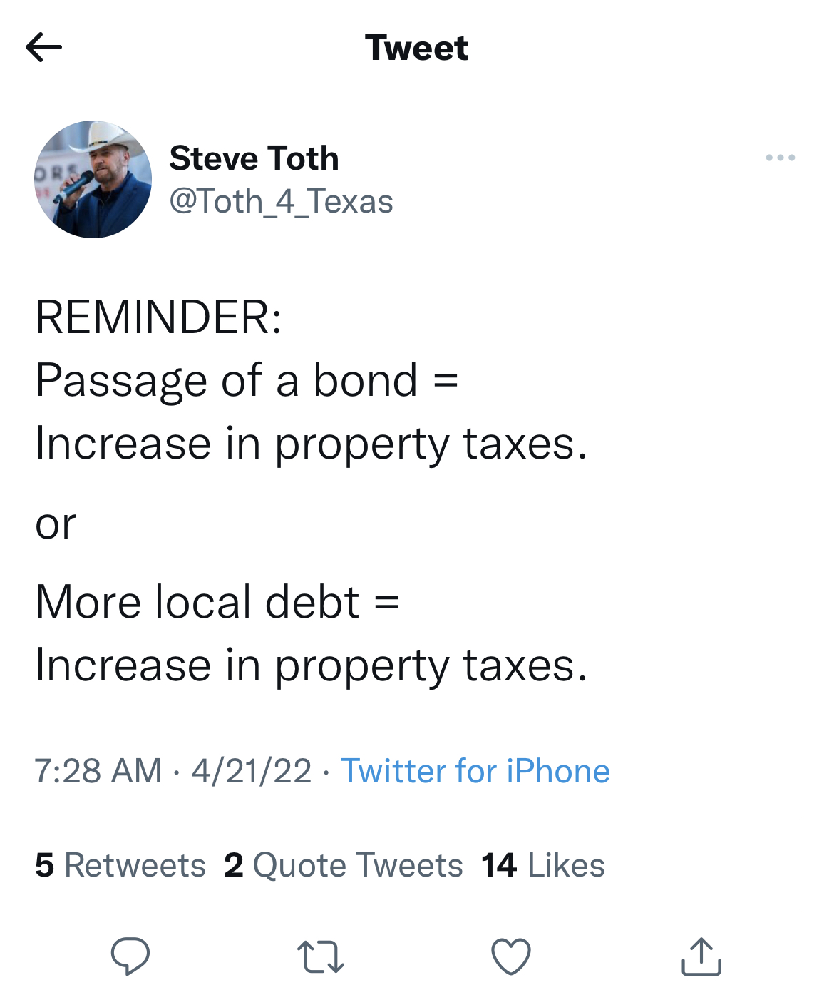 Tweet
ORS
Steve Toth
@Toth_4_Texas
REMINDER:
Passage of a bond =
Increase in property taxes.
or
More local debt =
Increase in property taxes.
7:28 AM · 4/21/22 · Twitter for iPhone
5 Retweets 2 Quote Tweets 14 Likes